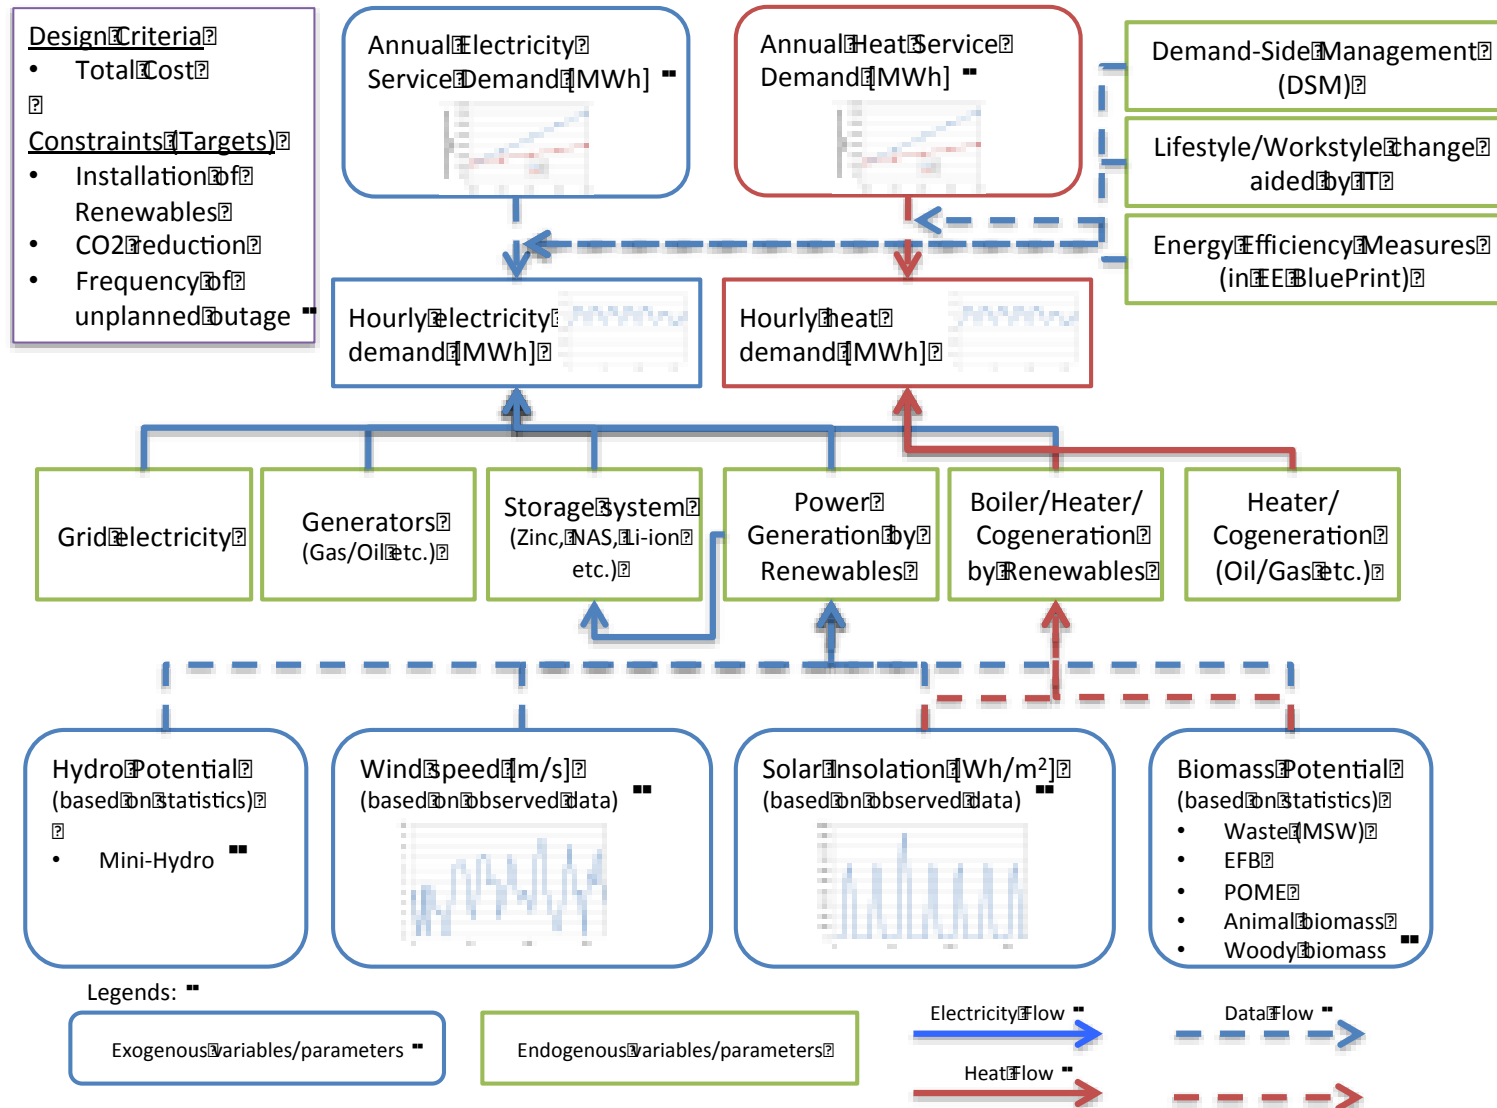 Design Criteria
• Total Cost
Constraints (Targets)
• Installation of
Renewables
• CO2 reduction
• Frequency of
unplanned outage
Annual Electricity
Service Demand [MWh]
Annual Heat Service
Demand [MWh]
Demand-Side Management
(DSM)
Lifestyle/Workstyle change
aided by IT
Energy Efficiency Measures
(in EE BluePrint)
Hourly electricity
demand [MWh]
Hourly heat
demand [MWh]
Grid electricity
Generators
(Gas/Oil etc.)
Storage system
(Zinc, NAS, Li-ion
etc.)
Power
Generation by
Renewables
Boiler/Heater/
Cogeneration
by Renewables
Heater/
Cogeneration
(Oil/Gas etc.)
Hydro Potential
(based on statistics)
• Mini-Hydro
Wind speed [m/s]
(based on observed data)
Solar Insolation [Wh/m²]
(based on observed data)
Biomass Potential
(based on statistics)
• Waste (MSW)
• EFB
• POME
• Animal biomass
• Woody biomass
Legends:
Exogenous variables/parameters
Endogenous variables/parameters
Electricity Flow
Data Flow
Heat Flow